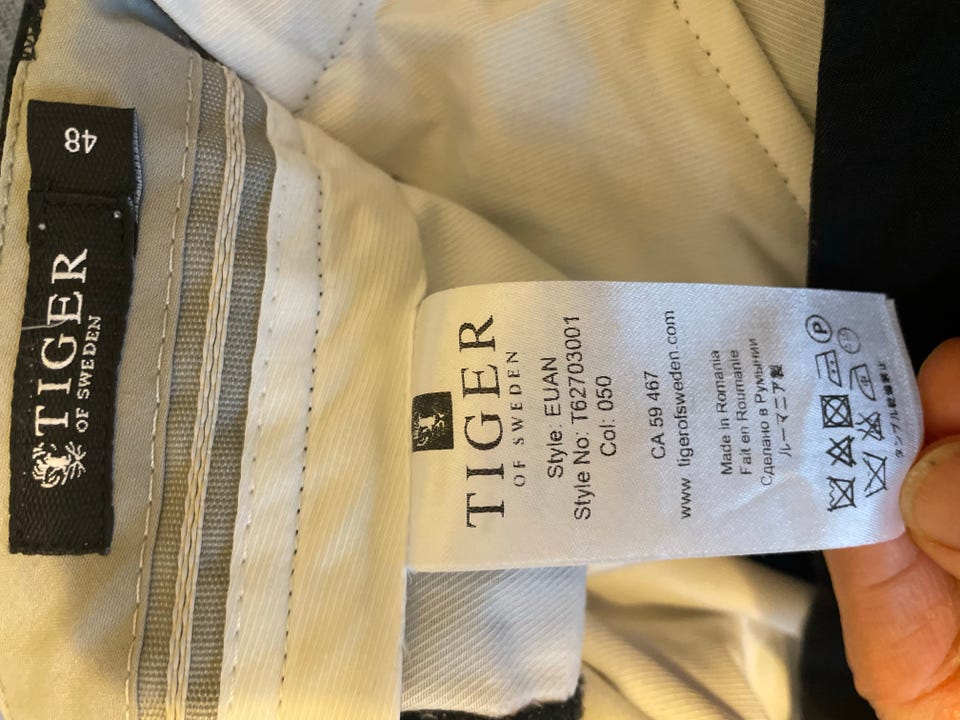 48
TIGER
OF SWEDEN
TIGER
OF SWEDEN
Style: EUAN
Style No: T62703001
Col: 050
CA 59 467
www tigerofsweden.com
Made in Romania
Fait en Roumanie
Сделано в Румынии
ルーマニア製
P